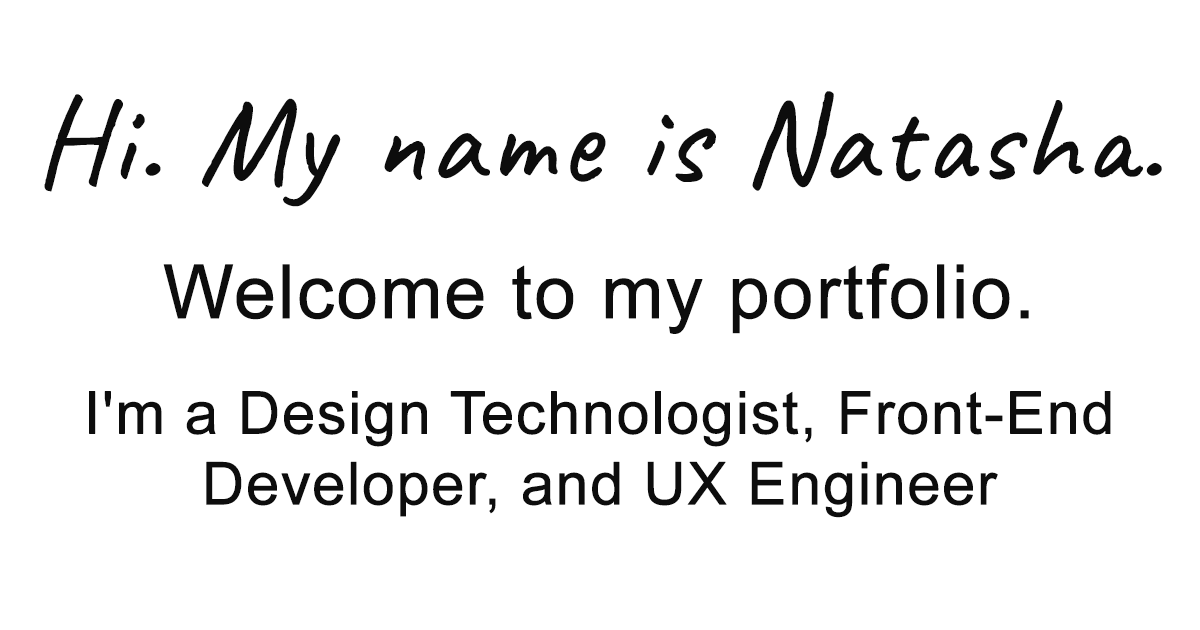 Hi. My name is Natasha.
Welcome to my portfolio.
I'm a Design Technologist, Front-End
Developer, and UX Engineer